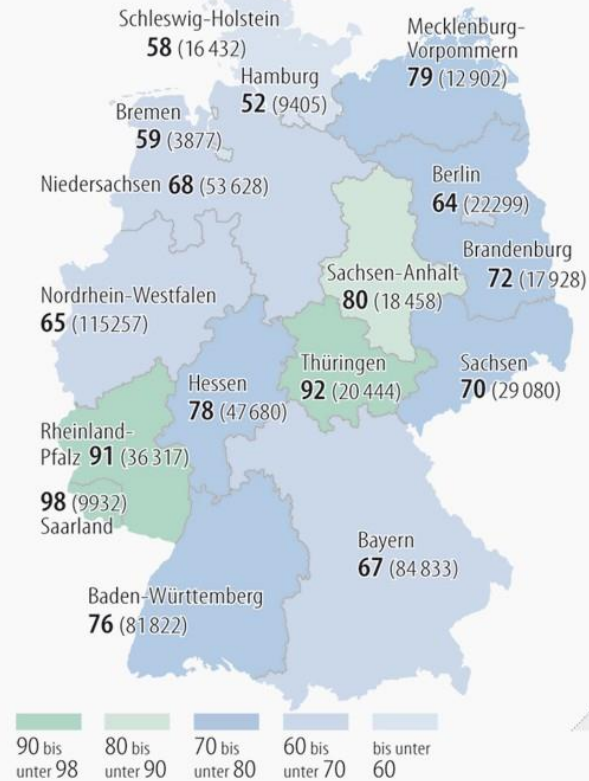 Schleswig-Holstein
58 (16 432)
Mecklenburg-
Vorpommern
79 (12 902)
Hamburg
52 (9405)
Bremen
59 (3877)
Niedersachsen 68 (53 628)
Berlin
64 (22299)
Brandenburg
72 (17 928)
Sachsen-Anhalt
80 (18 458)
Nordrhein-Westfalen
65 (115257)
Thüringen
92 (20 444)
Sachsen
70 (29 080)
Hessen
78 (47 680)
Rheinland-
Pfalz 91 (36 317)
98 (9932)
Saarland
Bayern
67 (84 833)
Baden-Württemberg
76 (81 822)
90 bis
unter 98
80 bis
unter 90
70 bis
unter 80
60 bis
unter 70
bis unter
60